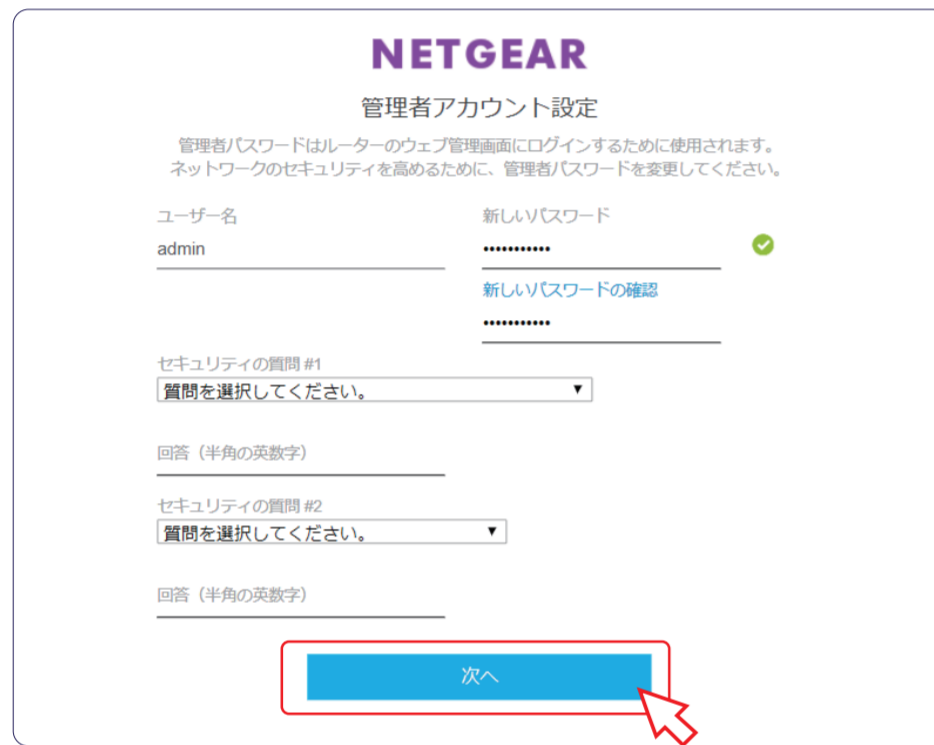 NETGEAR
管理者アカウント設定
管理者パスワードはルーターのウェブ管理画面にログインするために使用されます。
ネットワークのセキュリティを高めるために、管理者パスワードを変更してください。
ユーザー名
admin
新しいパスワード
•••••••••••
新しいパスワードの確認
•••••••••••
セキュリティの質問 #1
質問を選択してください。
回答（半角の英数字）
セキュリティの質問 #2
質問を選択してください。
回答（半角の英数字）
次へ